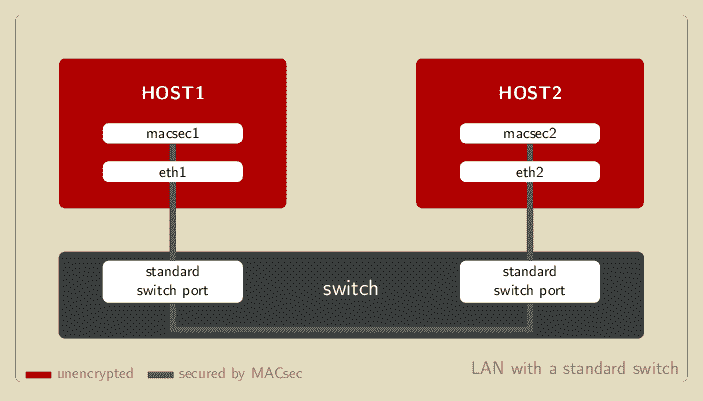 HOST1
HOST2
macsec1
macsec2
eth1
eth2
standard
switch port
switch
standard
switch port
unencrypted
secured by MACsec
LAN with a standard switch